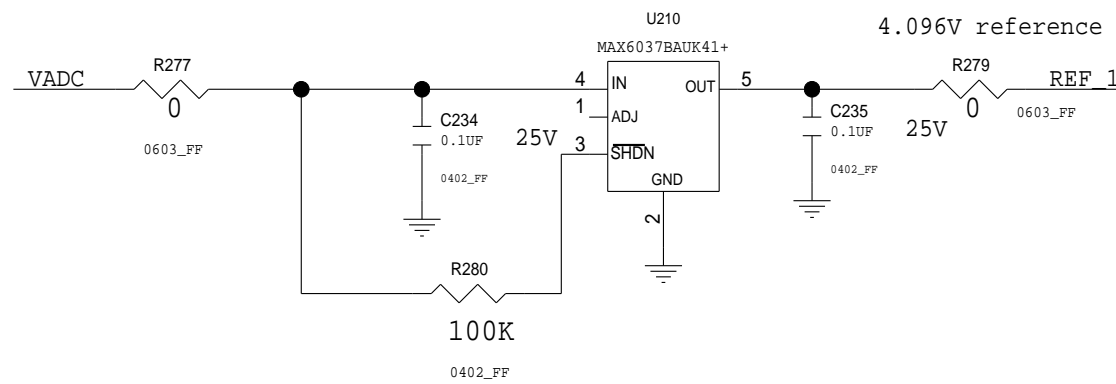 U210
4.096V reference
MAX6037BAUK41+
VADC
R277
0
0603_FF
4
IN
OUT
5
R279
0
REF_1
0603_FF
1
ADJ
C234
0.1UF
25V
0402_FF
3
SHDN
GND
2
C235
0.1UF
25V
0402_FF
R280
100K
0402_FF